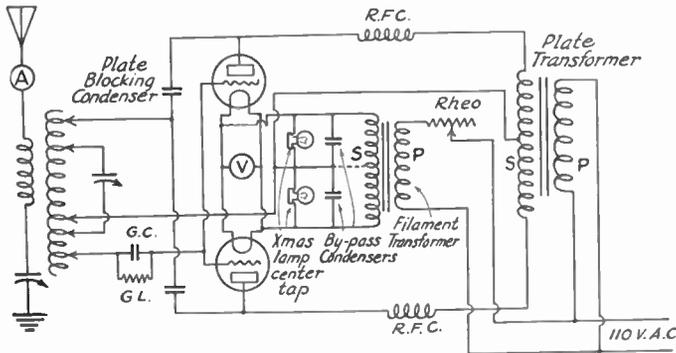 R.F.C.
Plate
Transformer
A
Plate
Blocking
Condenser
Rheo
V
S
P
S
P
G.C.
G.L.
Xmas
lamp
center
tap
By-pass
Condensers
Filament
Transformer
R.F.C.
110 V.A.C.